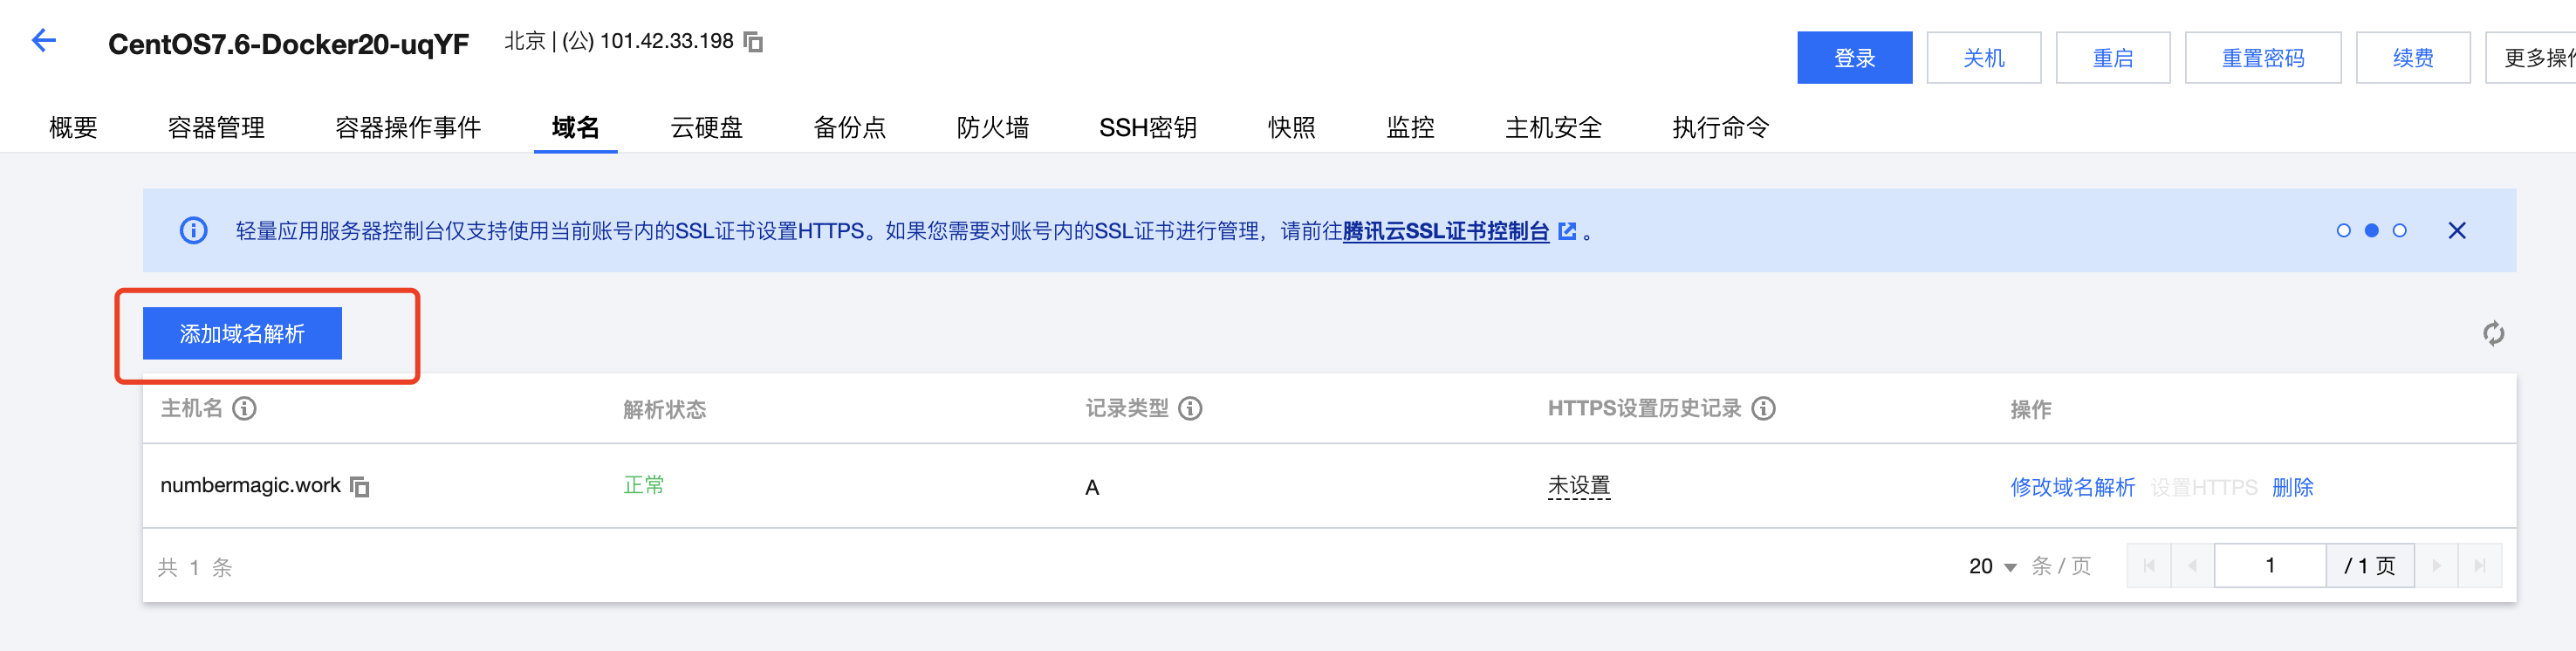 CentOS7.6-Docker20-uqYF 北京 | (公) 101.42.33.198
登录 关机 重启 重置密码 续费 更多操作
概要 容器管理 容器操作事件 域名 云硬盘 备份点 防火墙 SSH密钥 快照 监控 主机安全 执行命令
轻量应用服务器控制台仅支持使用当前账号内的SSL证书设置HTTPS。如果您需要对账号内的SSL证书进行管理，请前往腾讯云SSL证书控制台 。
添加域名解析
主机名 解析状态 记录类型 HTTPS设置历史记录 操作
numbermagic.work 正常 A 未设置 修改域名解析 设置HTTPS 删除
共 1 条 20 条 / 页 1 / 1 页